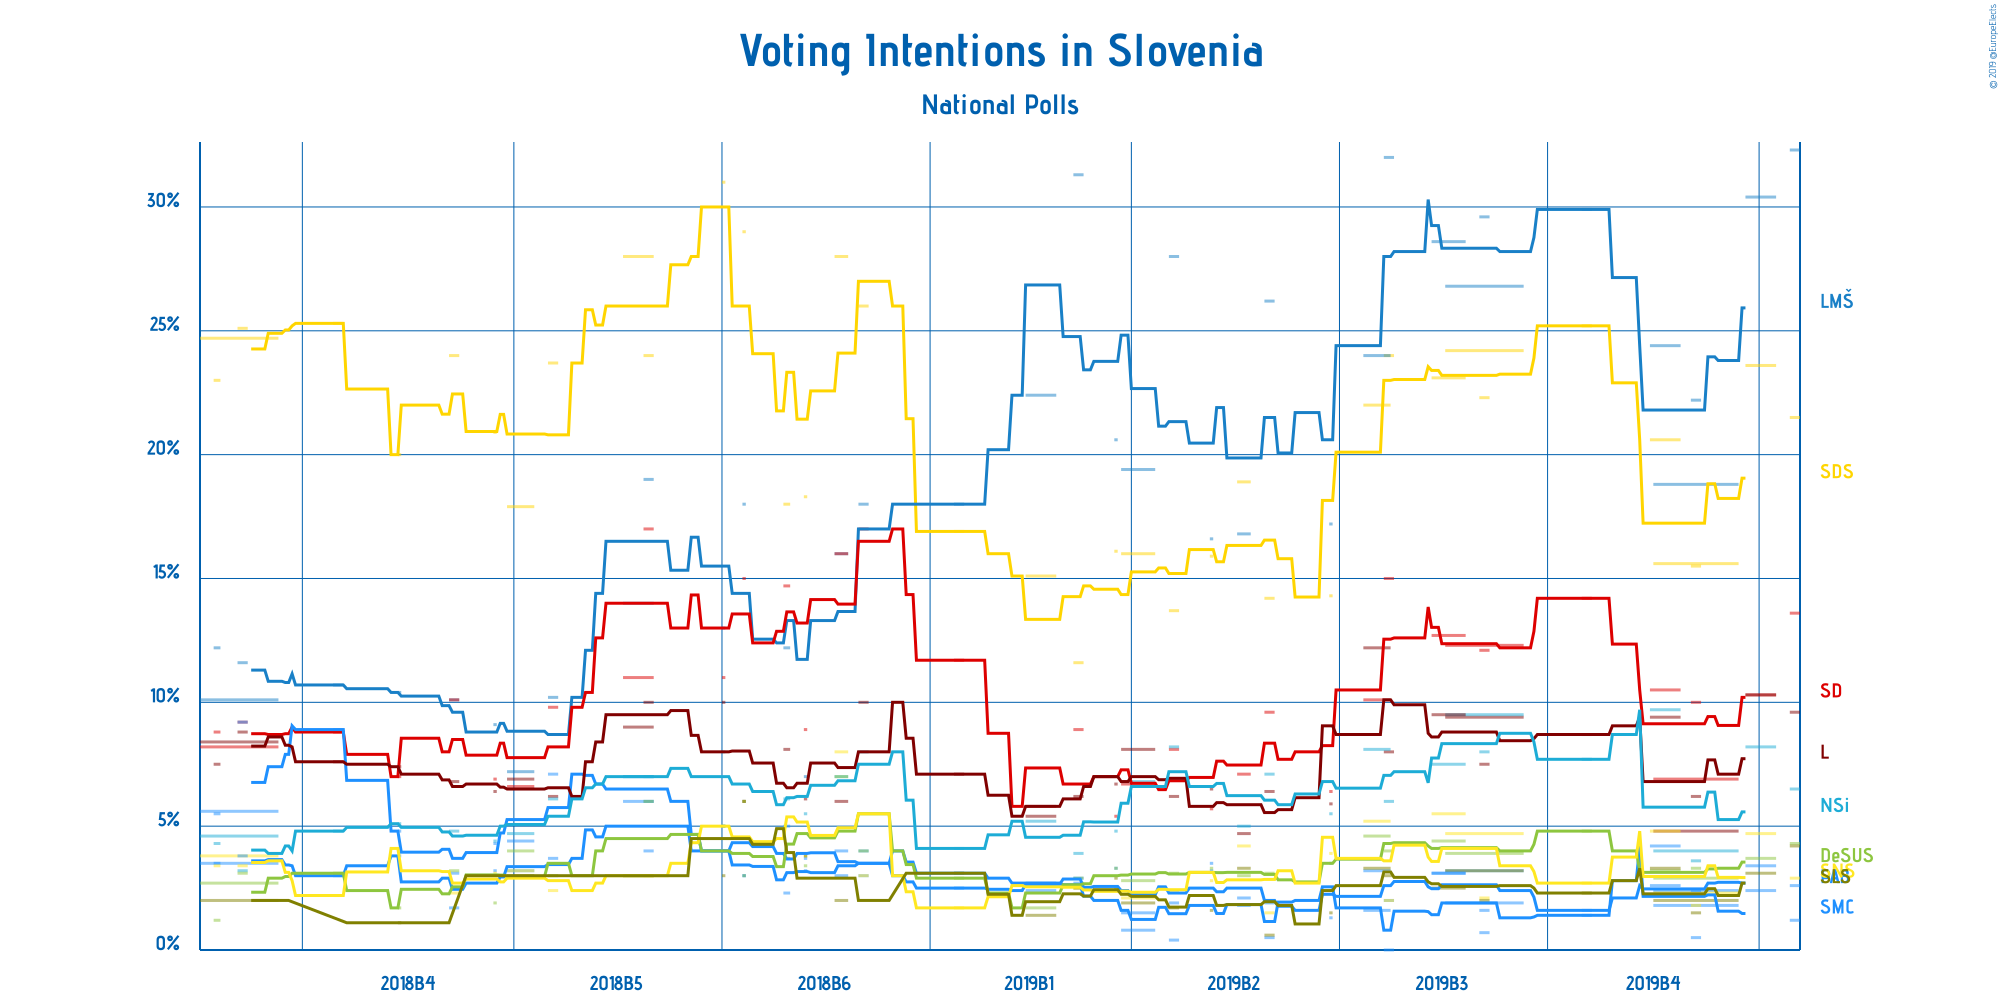 © 2019 @EuropeElects
Voting Intentions in Slovenia
National Polls
30%
25%
20%
15%
10%
5%
0%
LMŠ
SDS
SD
L
NSi
DeSUS
SAS
SMC
2018B4
2018B5
2018B6
2019B1
2019B2
2019B3
2019B4